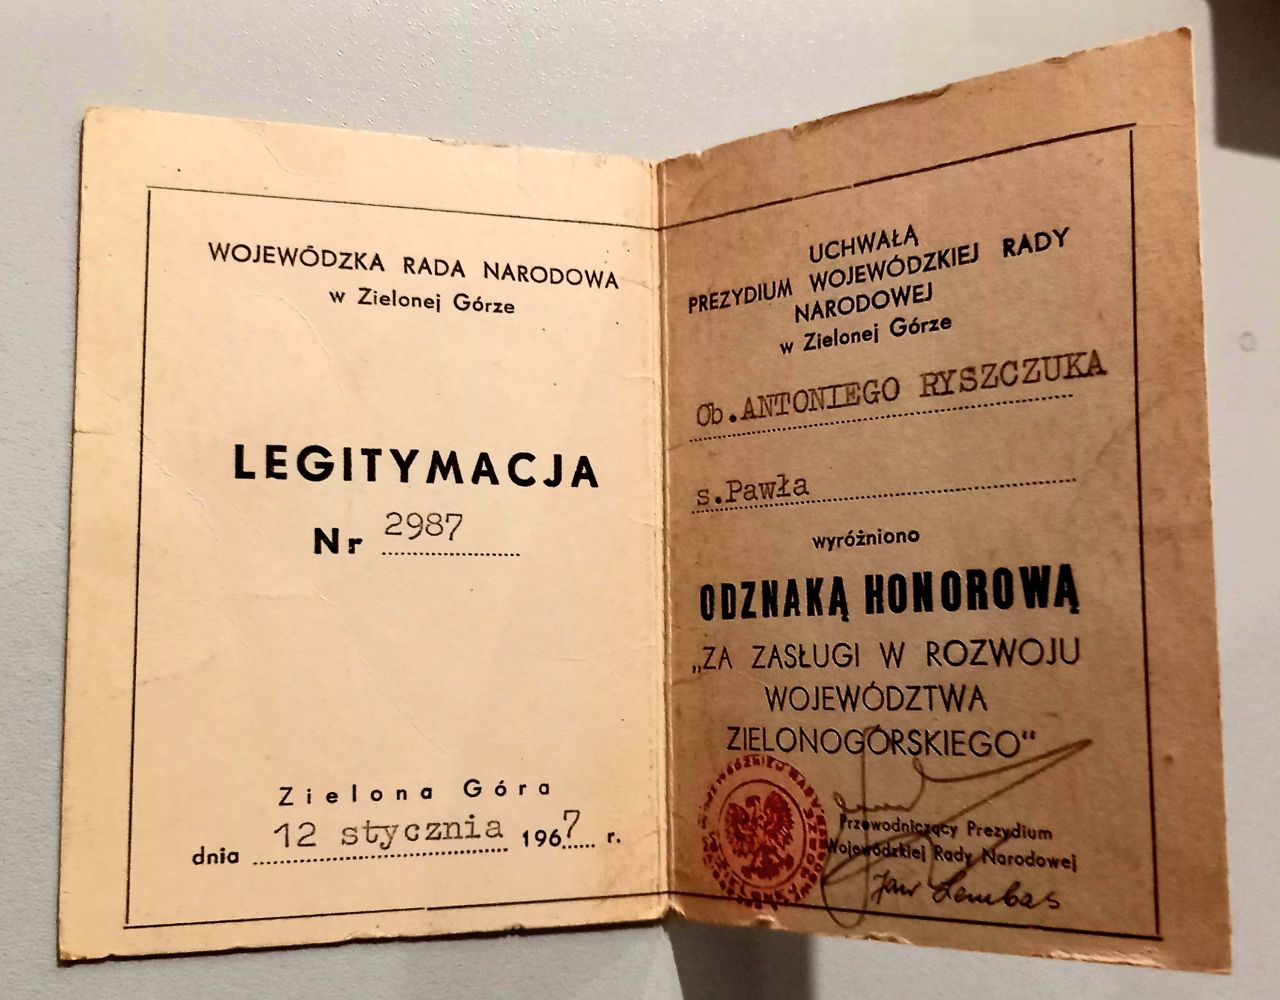 WOJEWÓDZKA RADA NARODOWA
w Zielonej Górze
LEGITYMACJA
Nr 2987
Zielona Góra
dnia 12 stycznia 1967 r.
UCHWAŁĄ
PREZYDIUM WOJEWÓDZKIEJ RADY
NARODOWEJ
w Zielonej Górze
Ob.ANTONIEGO RYSZCZUKA
s.Pawła
wyróżniono
ODZNAKĄ HONOROWĄ
„ZA ZASŁUGI W ROZWOJU
WOJEWÓDZTWA
ZIELONOGÓRSKIEGO"
Przewodniczący Prezydium
Wojewódzkiej Rady Narodowej
Jan Lembas